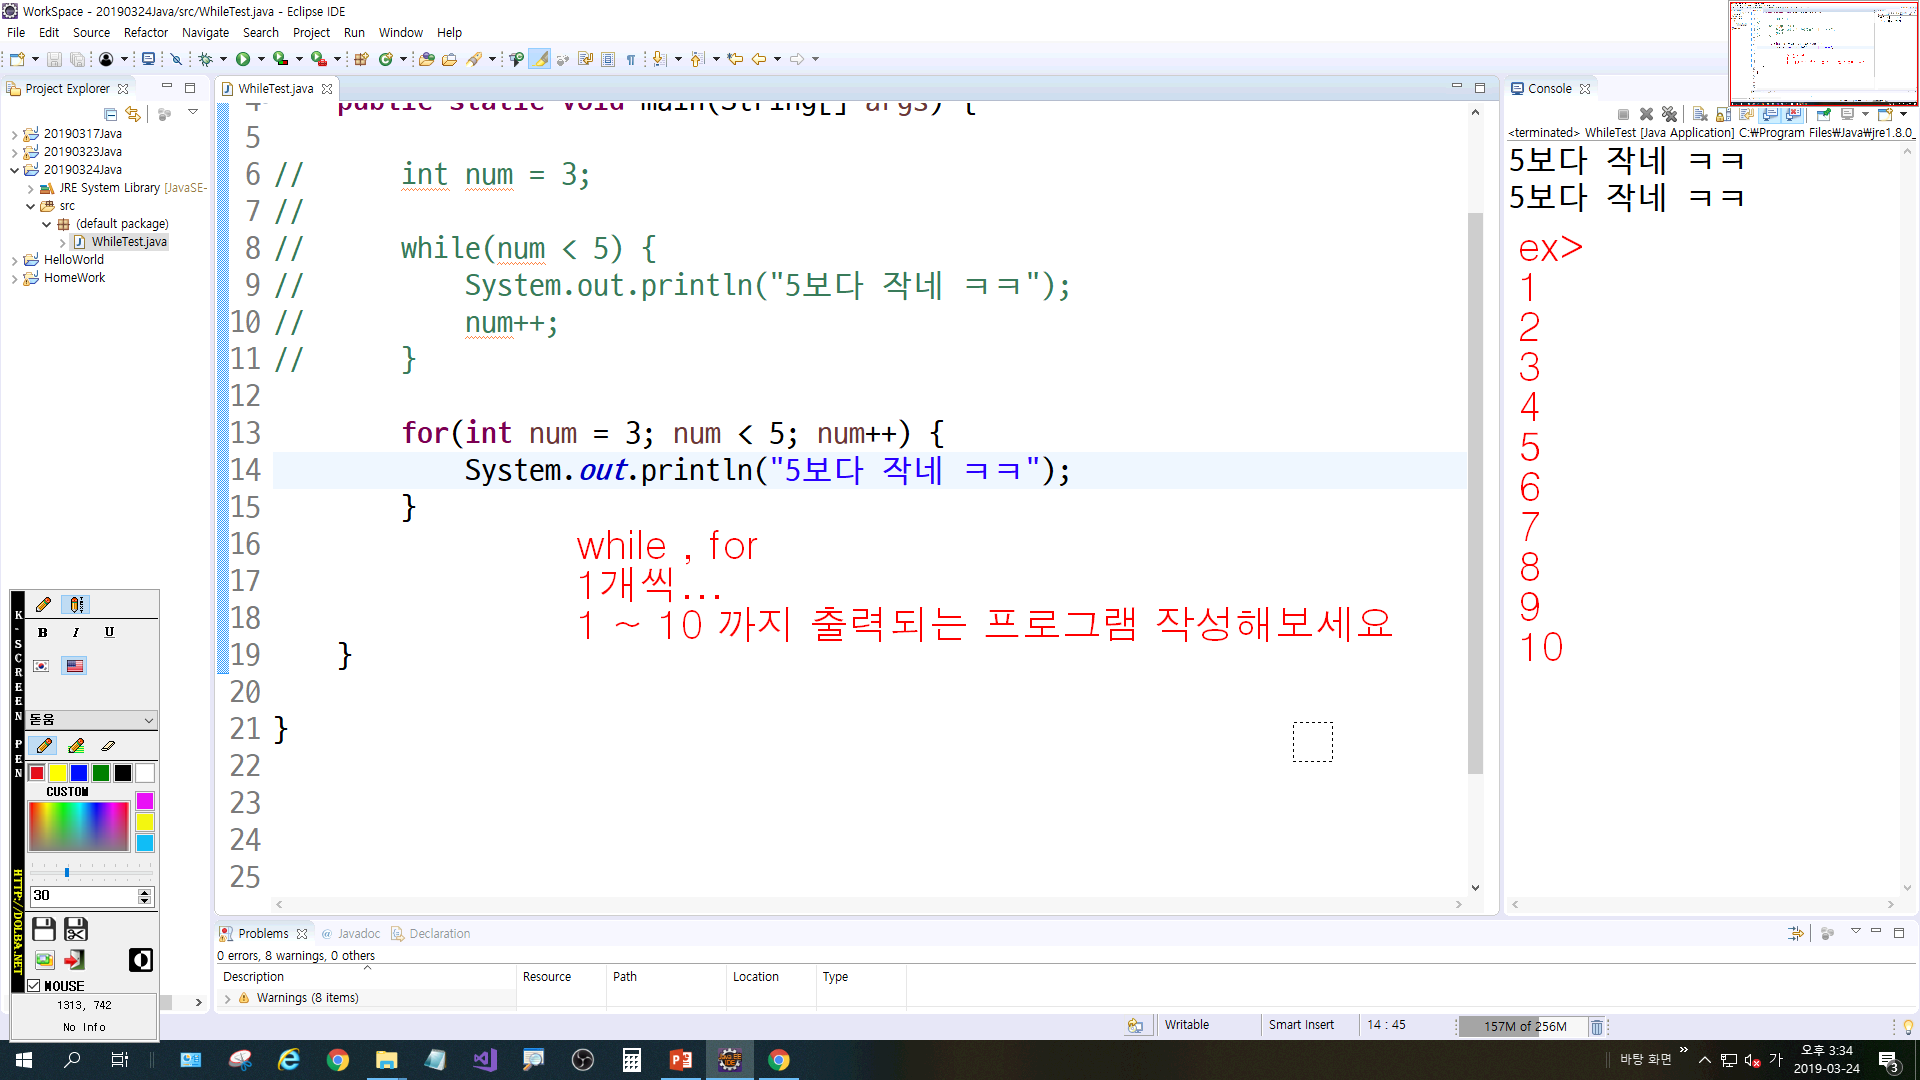 WorkSpace - 20190324Java/src/WhileTest.java - Eclipse IDE
File Edit Source Refactor Navigate Search Project Run Window Help
Project Explorer
20190317Java
20190323Java
20190324Java
JRE System Library [JavaSE-
src
(default package)
WhileTest.java
HelloWorld
HomeWork
WhileTest.java
4 public static void main(String[] args) {
5
6 // int num = 3;
7 //
8 // while(num < 5) {
9 // System.out.println("5보다 작네 ㅋㅋ");
10 // num++;
11 // }
12
13 for(int num = 3; num < 5; num++) {
14 System.out.println("5보다 작네 ㅋㅋ");
15 }
16
17
18
19 }
20
21 }
22
23
24
25
while , for
1개씩...
1 ~ 10 까지 출력되는 프로그램 작성해보세요
Console
<terminated> WhileTest [Java Application] C:₩Program Files₩Java₩jre1.8.0_
5보다 작네 ㅋㅋ
5보다 작네 ㅋㅋ
ex>
1
2
3
4
5
6
7
8
9
10
K-SCREEN PEN
HTTP://DOLBA.NET
B I U
돋움
CUSTOM
30
MOUSE
1313, 742
No Info
Problems @ Javadoc Declaration
0 errors, 8 warnings, 0 others
Description Resource Path Location Type
Warnings (8 items)
Writable Smart Insert 14 : 45 157M of 256M
바탕 화면 » 가 오후 3:34
2019-03-24
3